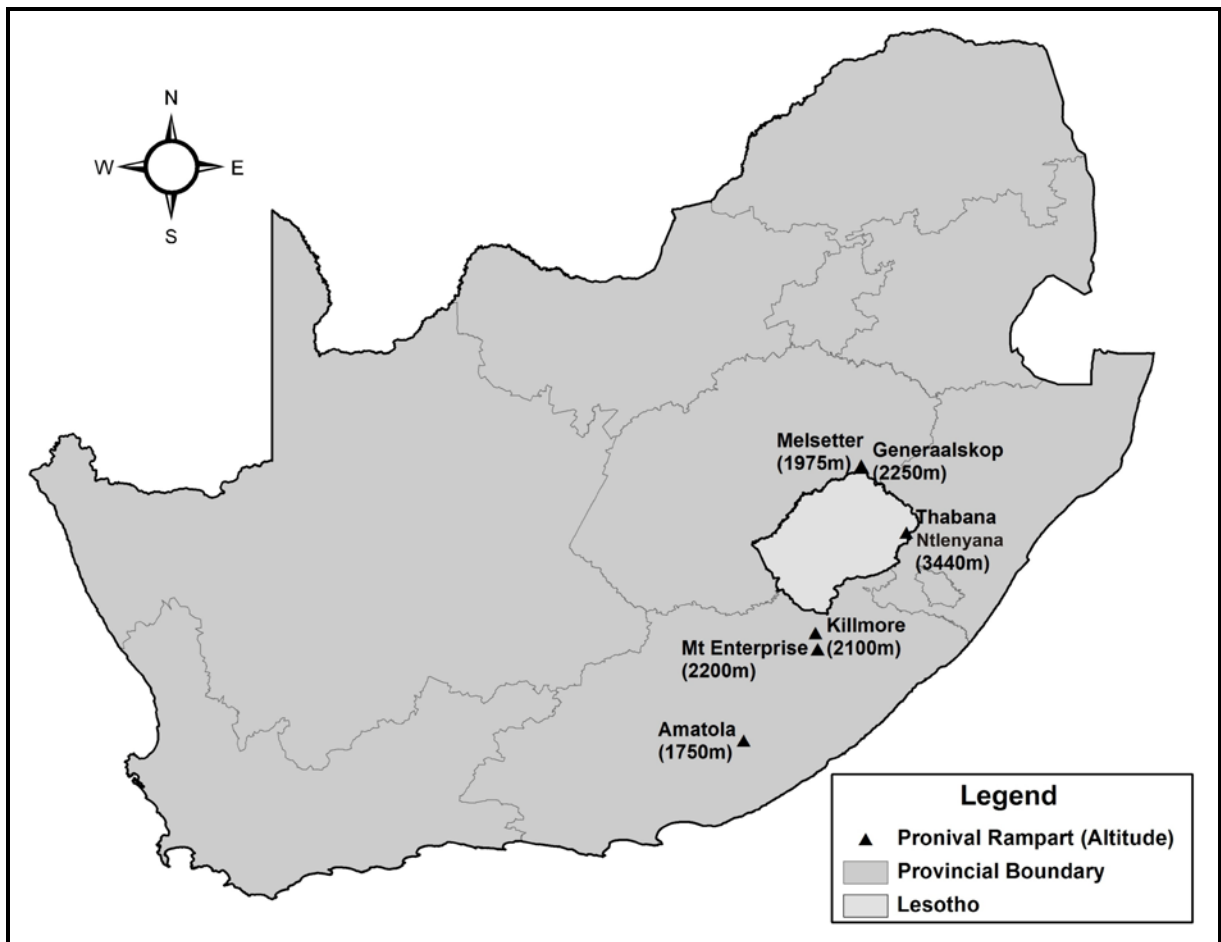 N
W
E
S
Melsetter
(1975m)
Generaalskop
(2250m)
Thabana
Ntlenyana
(3440m)
Killmore
(2100m)
Mt Enterprise
(2200m)
Amatola
(1750m)
Legend
Pronival Rampart (Altitude)
Provincial Boundary
Lesotho